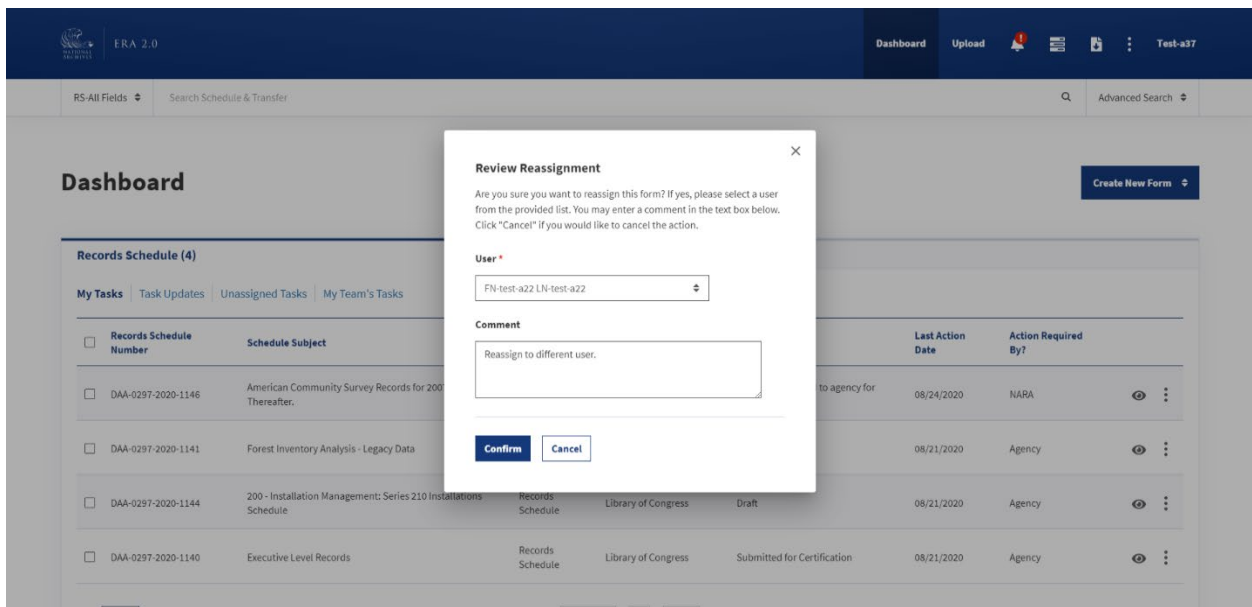 NATIONAL
ARCHIVES
ERA 2.0
Dashboard
Upload
Test-a37
RS-All Fields
Search Schedule & Transfer
Advanced Search
Dashboard
Create New Form
Review Reassignment
Are you sure you want to reassign this form? If yes, please select a user
from the provided list. You may enter a comment in the text box below.
Click "Cancel" if you would like to cancel the action.
User *
FN-test-a22 LN-test-a22
Comment
Reassign to different user.
Confirm
Cancel
Records Schedule (4)
My Tasks
Task Updates
Unassigned Tasks
My Team's Tasks
Records Schedule
Number
Schedule Subject
Last Action
Date
Action Required
By?
DAA-0297-2020-1146
American Community Survey Records for 200
Thereafter.
to agency for
08/24/2020
NARA
DAA-0297-2020-1141
Forest Inventory Analysis - Legacy Data
08/21/2020
Agency
DAA-0297-2020-1144
200 - Installation Management: Series 210 Installations
Schedule
Records
Schedule
Library of Congress
Draft
08/21/2020
Agency
DAA-0297-2020-1140
Executive Level Records
Records
Schedule
Library of Congress
Submitted for Certification
08/21/2020
Agency